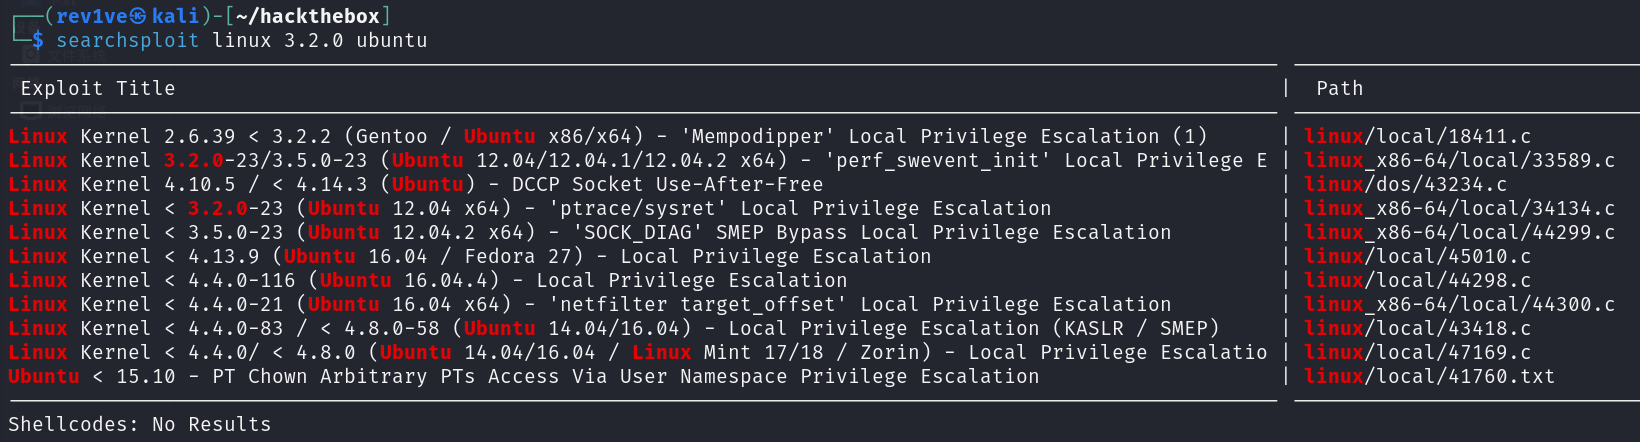 (rev1ve㉿kali)-[~/hackthebox]
$ searchsploit linux 3.2.0 ubuntu
Exploit Title | Path
Linux Kernel 2.6.39 < 3.2.2 (Gentoo / Ubuntu x86/x64) - 'Mempodipper' Local Privilege Escalation (1) | linux/local/18411.c
Linux Kernel 3.2.0-23/3.5.0-23 (Ubuntu 12.04/12.04.1/12.04.2 x64) - 'perf_swevent_init' Local Privilege E | linux_x86-64/local/33589.c
Linux Kernel 4.10.5 / < 4.14.3 (Ubuntu) - DCCP Socket Use-After-Free | linux/dos/43234.c
Linux Kernel < 3.2.0-23 (Ubuntu 12.04 x64) - 'ptrace/sysret' Local Privilege Escalation | linux_x86-64/local/34134.c
Linux Kernel < 3.5.0-23 (Ubuntu 12.04.2 x64) - 'SOCK_DIAG' SMEP Bypass Local Privilege Escalation | linux_x86-64/local/44299.c
Linux Kernel < 4.13.9 (Ubuntu 16.04 / Fedora 27) - Local Privilege Escalation | linux/local/45010.c
Linux Kernel < 4.4.0-116 (Ubuntu 16.04.4) - Local Privilege Escalation | linux/local/44298.c
Linux Kernel < 4.4.0-21 (Ubuntu 16.04 x64) - 'netfilter target_offset' Local Privilege Escalation | linux_x86-64/local/44300.c
Linux Kernel < 4.4.0-83 / < 4.8.0-58 (Ubuntu 14.04/16.04) - Local Privilege Escalation (KASLR / SMEP) | linux/local/43418.c
Linux Kernel < 4.4.0/ < 4.8.0 (Ubuntu 14.04/16.04 / Linux Mint 17/18 / Zorin) - Local Privilege Escalatio | linux/local/47169.c
Ubuntu < 15.10 - PT Chown Arbitrary PTs Access Via User Namespace Privilege Escalation | linux/local/41760.txt
Shellcodes: No Results